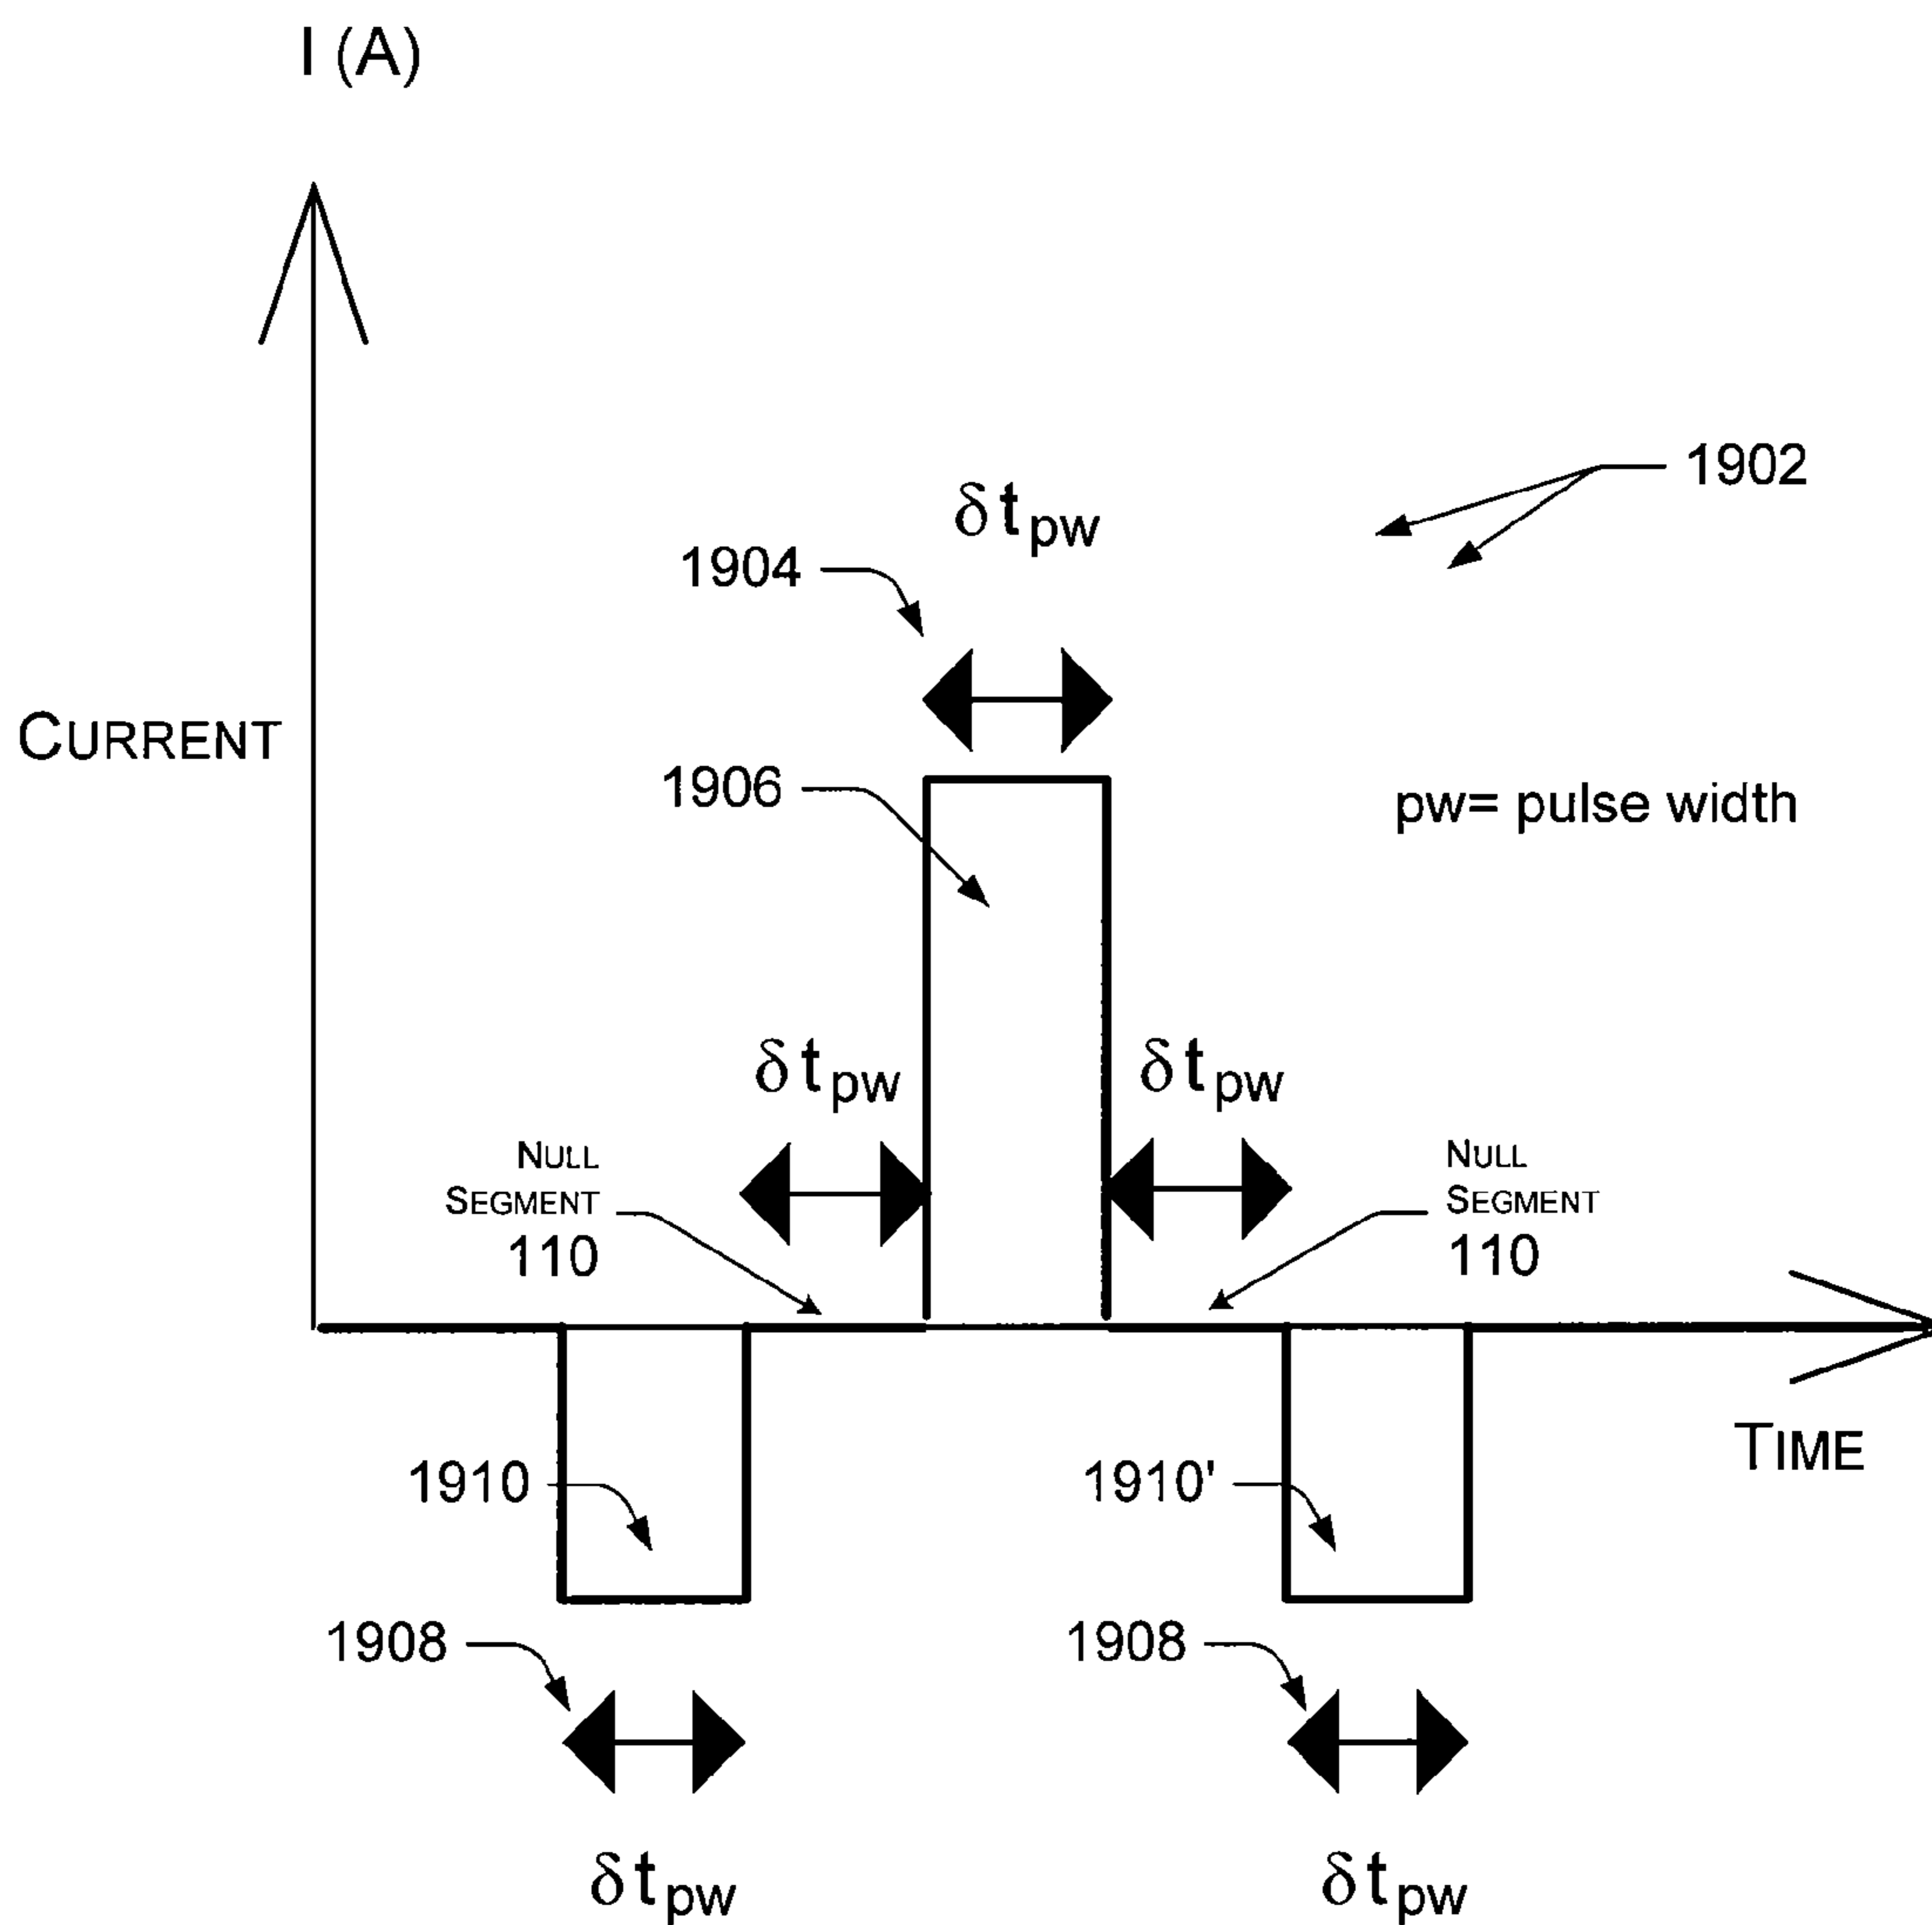 I (A)
1902
δtpw
1904
CURRENT
1906
pw= pulse width
δtpw
δtpw
NULL
SEGMENT
110
NULL
SEGMENT
110
TIME
1910
1910'
1908
1908
δtpw
δtpw